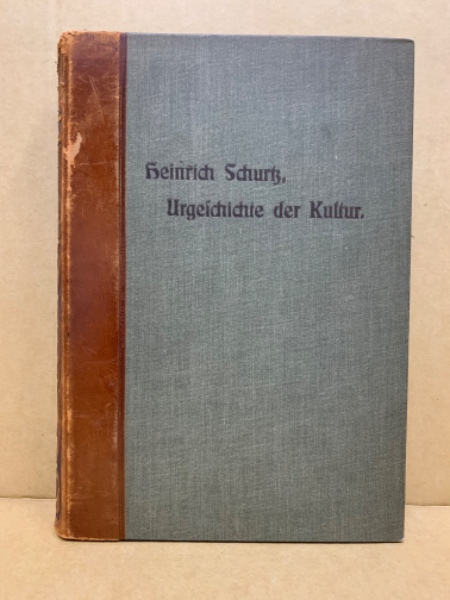 Heinrich Schurtz,
Urgeschichte der Kultur.